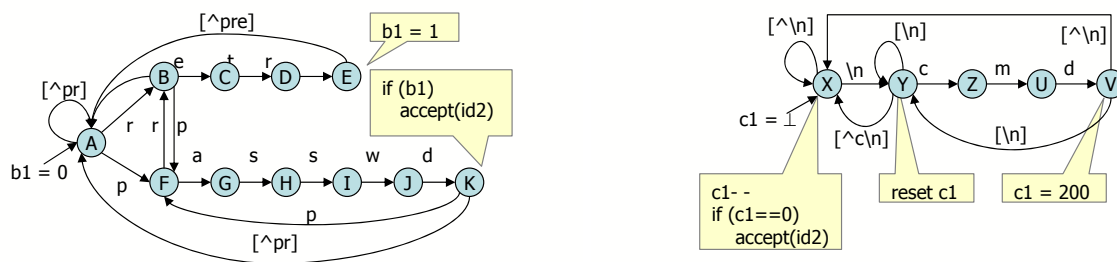 [^pre]
b1 = 1
e t r
B C D E
[^pr]
if (b1)
accept(id2)
r r p
A
a s s w d
b1 = 0
p
F G H I J K
p
[^pr]
[^\n]
[\n]
[^\n]
\n c m d
X Y Z U V
c1 = ⊥
[^c\n]
[\n]
c1- -
if (c1==0)
accept(id2)
reset c1
c1 = 200